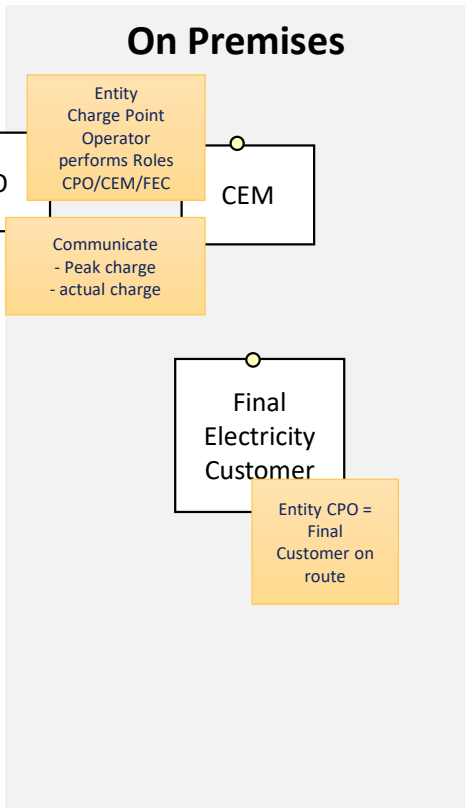 On Premises
Entity
Charge Point
Operator
performs Roles
CPO/CEM/FEC
CEM
Communicate
- Peak charge
- actual charge
Final
Electricity
Customer
Entity CPO =
Final
Customer on
route